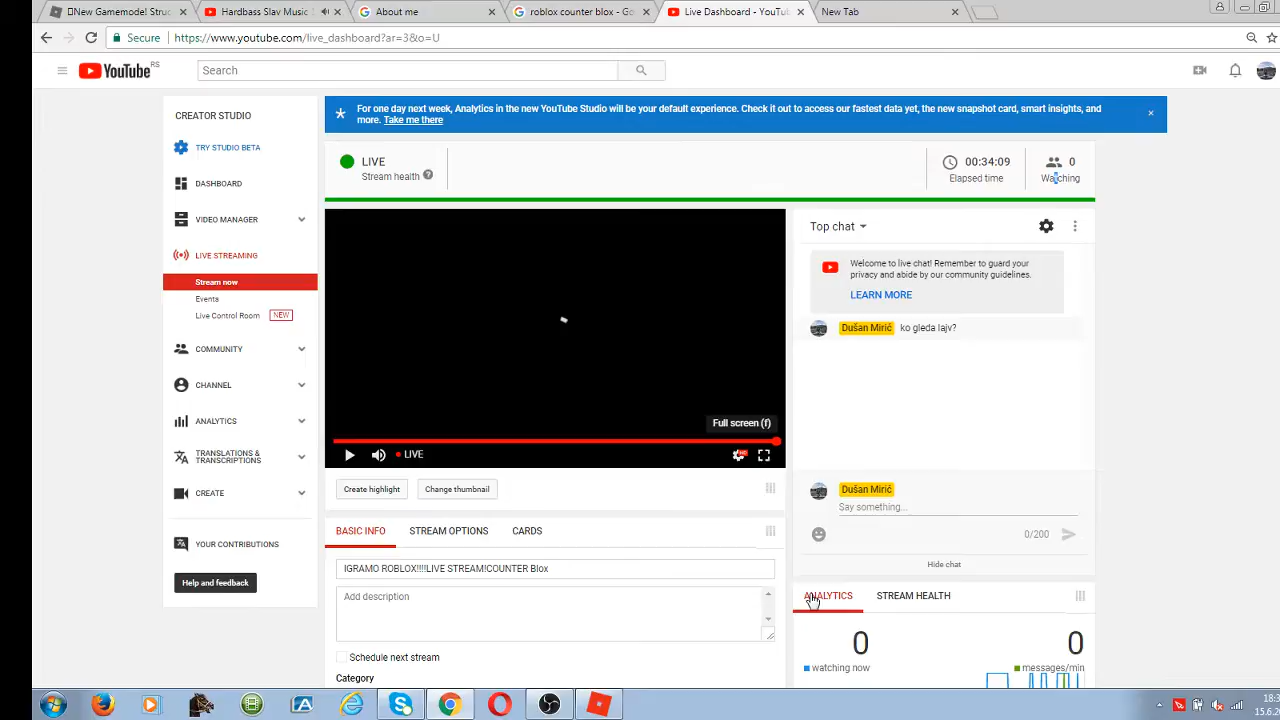 [New Gamemode! Stru
Hardbass Slav Music
About me
roblox counter blox - Go
Live Dashboard - YouTu
New Tab
Secure
https://www.youtube.com/live_dashboard?ar=3&o=U
YouTube RS
Search
CREATOR STUDIO
TRY STUDIO BETA
DASHBOARD
VIDEO MANAGER
LIVE STREAMING
Stream now
Events
Live Control Room NEW
COMMUNITY
CHANNEL
ANALYTICS
TRANSLATIONS &
TRANSCRIPTIONS
CREATE
YOUR CONTRIBUTIONS
Help and feedback
For one day next week, Analytics in the new YouTube Studio will be your default experience. Check it out to access our fastest data yet, the new snapshot card, smart insights, and
more. Take me there
LIVE
Stream health ?
00:34:09
Elapsed time
0
Watching
Full screen (f)
LIVE
HD
Create highlight
Change thumbnail
BASIC INFO
STREAM OPTIONS
CARDS
IGRAMO ROBLOX!!!!LIVE STREAM!COUNTER Blox
Add description
Schedule next stream
Category
Top chat
Welcome to live chat! Remember to guard your
privacy and abide by our community guidelines.
LEARN MORE
Dušan Mirić ko gleda lajv?
Dušan Mirić
Say something...
0/200
Hide chat
ANALYTICS
STREAM HEALTH
0
watching now
0
messages/min
18:3
15.6.2